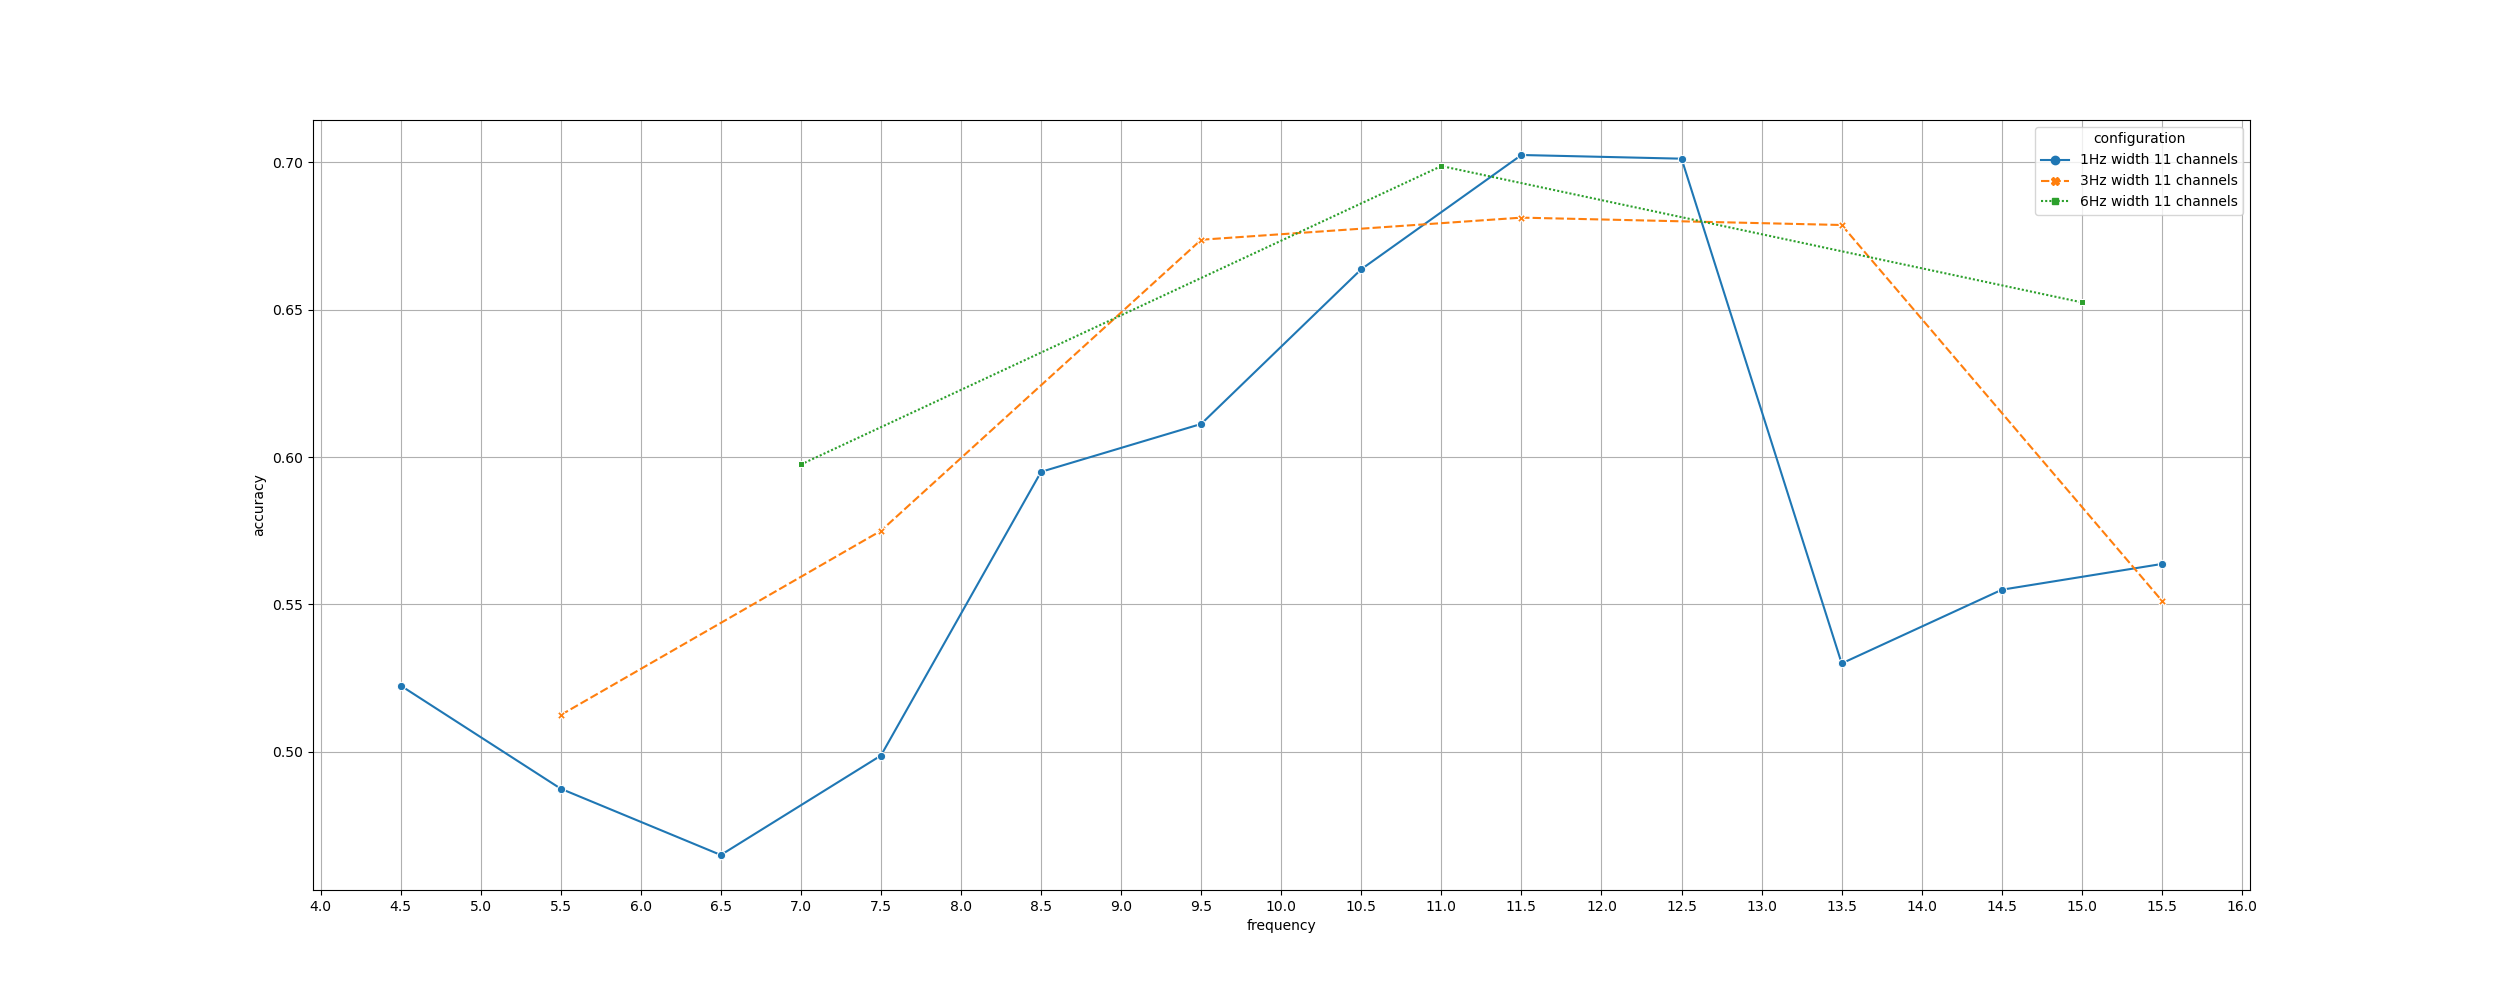 configuration
1Hz width 11 channels
3Hz width 11 channels
6Hz width 11 channels
0.70
0.65
0.60
0.55
0.50
accuracy
4.0 4.5 5.0 5.5 6.0 6.5 7.0 7.5 8.0 8.5 9.0 9.5 10.0 10.5 11.0 11.5 12.0 12.5 13.0 13.5 14.0 14.5 15.0 15.5 16.0
frequency